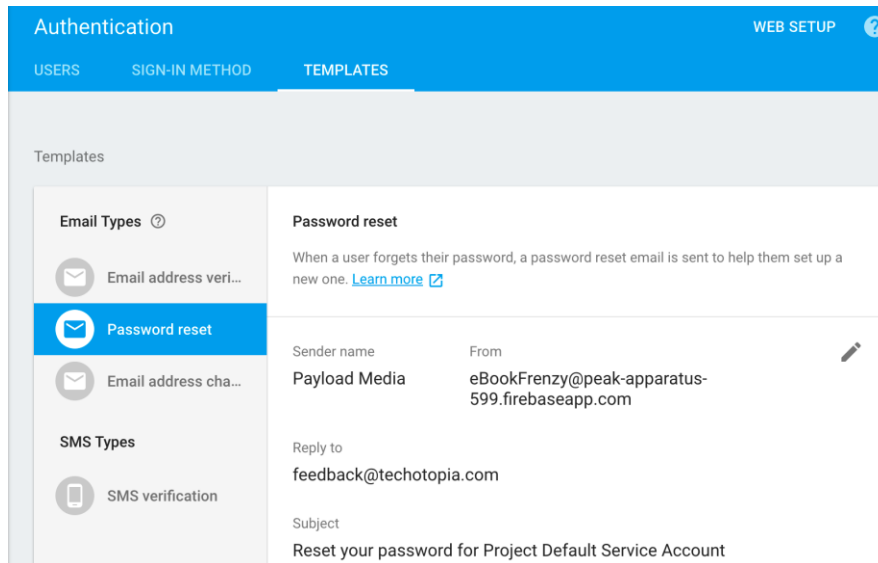 Authentication
WEB SETUP
?
USERS
SIGN-IN METHOD
TEMPLATES
Templates
Email Types ?
Email address veri...
Password reset
Email address cha...
SMS Types
SMS verification
Password reset
When a user forgets their password, a password reset email is sent to help them set up a
new one. Learn more
Sender name
Payload Media
From
eBookFrenzy@peak-apparatus-
599.firebaseapp.com
Reply to
feedback@techotopia.com
Subject
Reset your password for Project Default Service Account